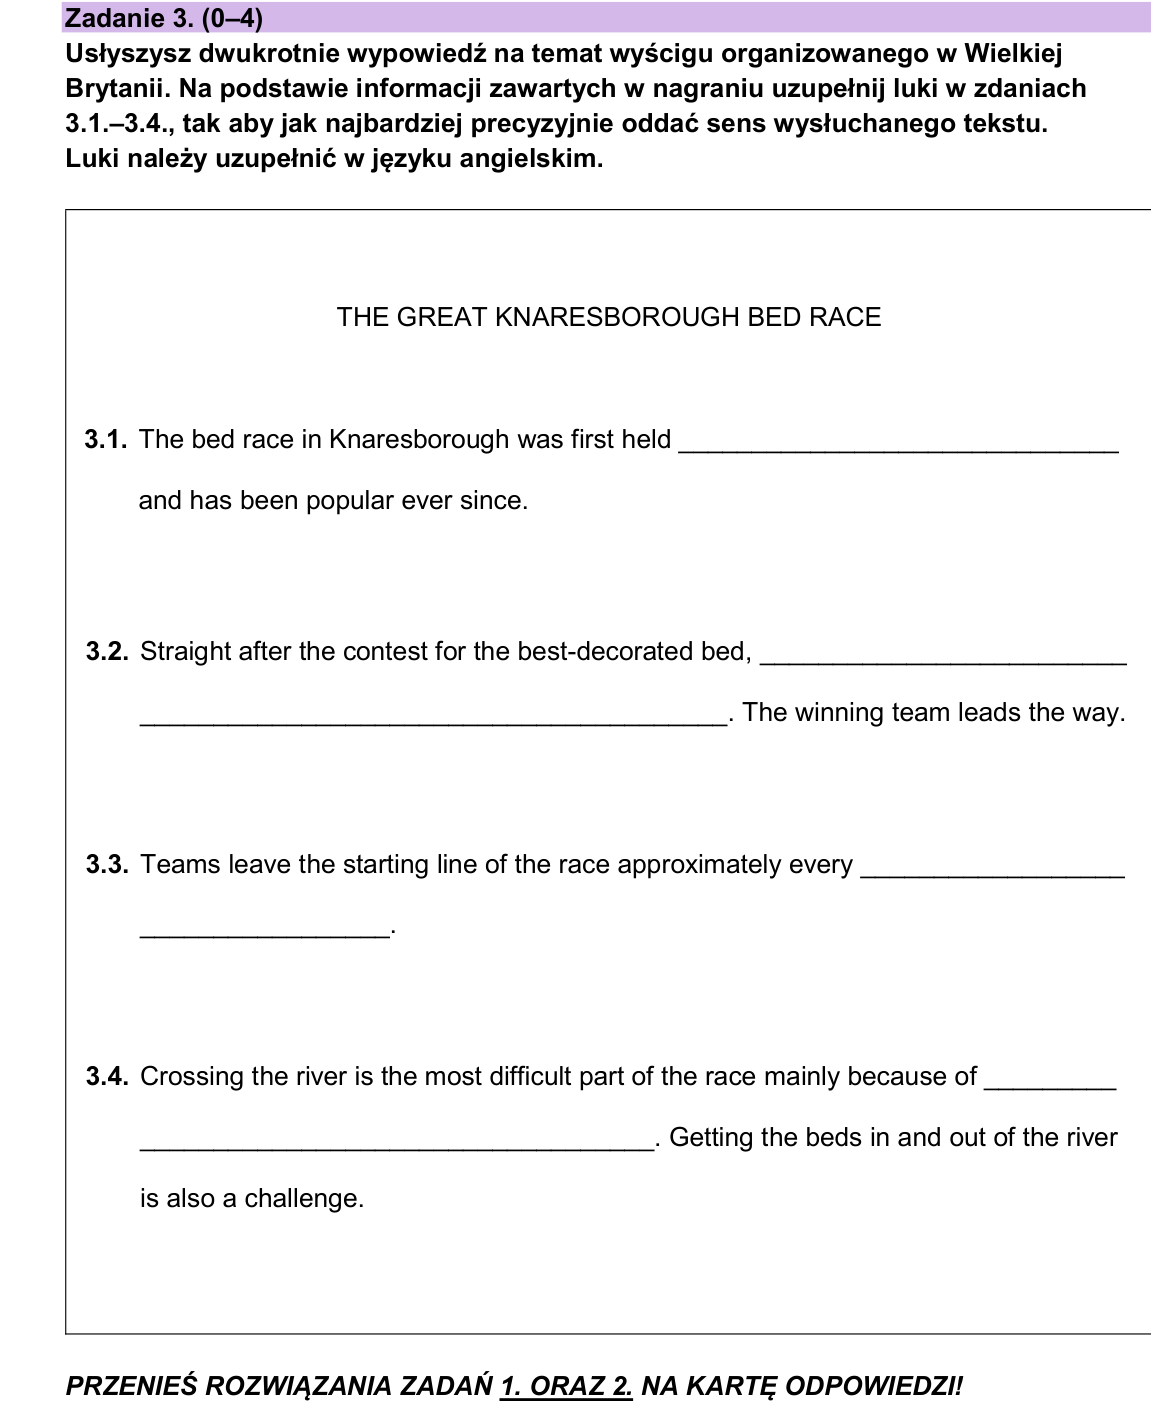 Zadanie 3. (0–4)
Usłyszysz dwukrotnie wypowiedź na temat wyścigu organizowanego w Wielkiej
Brytanii. Na podstawie informacji zawartych w nagraniu uzupełnij luki w zdaniach
3.1.–3.4., tak aby jak najbardziej precyzyjnie oddać sens wysłuchanego tekstu.
Luki należy uzupełnić w języku angielskim.
THE GREAT KNARESBOROUGH BED RACE
3.1. The bed race in Knaresborough was first held ______________________________
and has been popular ever since.
3.2. Straight after the contest for the best-decorated bed, _________________________
________________________________________. The winning team leads the way.
3.3. Teams leave the starting line of the race approximately every __________________
_________________.
3.4. Crossing the river is the most difficult part of the race mainly because of _________
___________________________________. Getting the beds in and out of the river
is also a challenge.
PRZENIEŚ ROZWIĄZANIA ZADAŃ 1. ORAZ 2. NA KARTĘ ODPOWIEDZI!